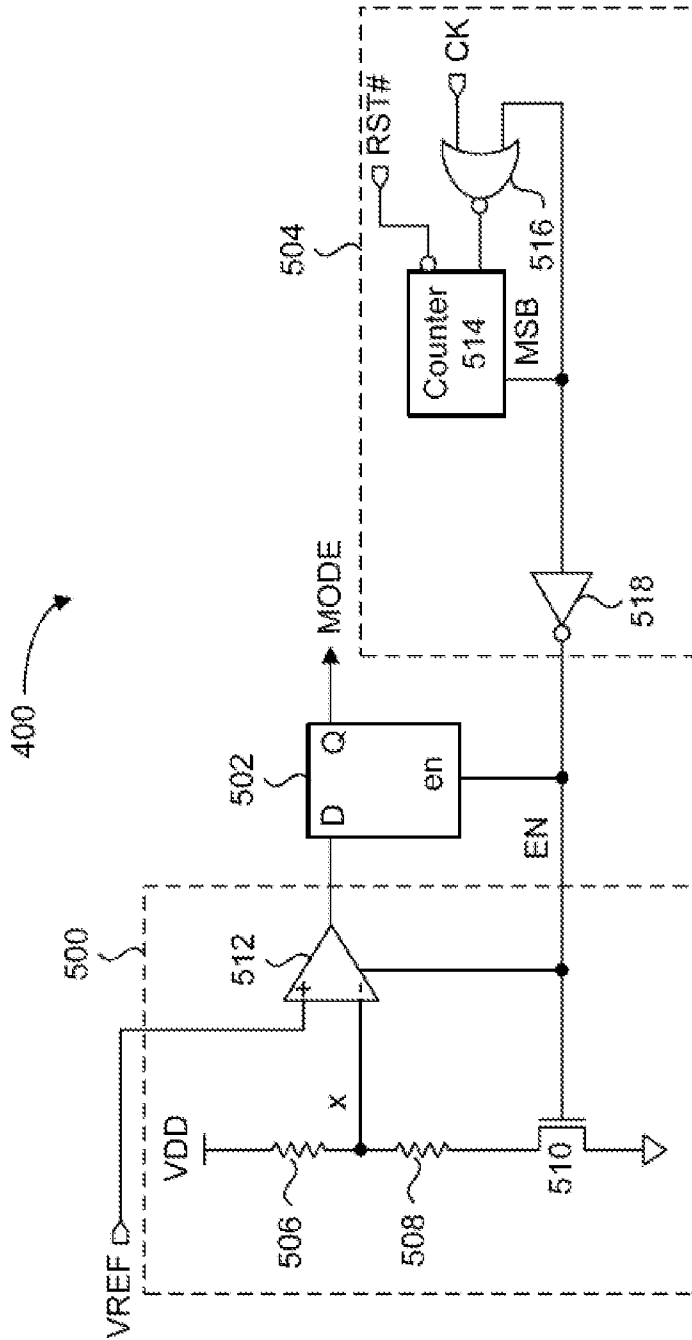 400
VREF
500
VDD
506
x
508
510
+
-
512
EN
502
D
Q
en
MODE
504
RST#
CK
Counter
514
MSB
516
518